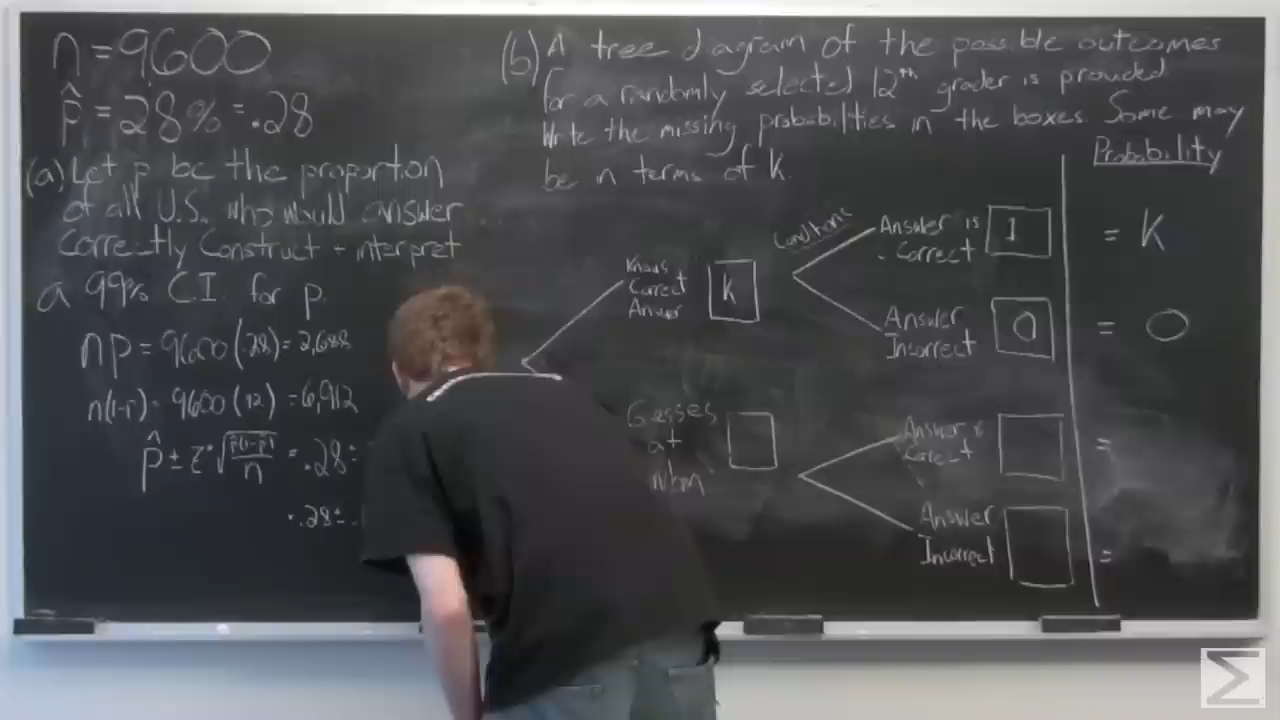 n = 9,600
p̂ = 28% = .28
(a) Let p be the proportion
of all U.S. who would answer
correctly Construct + interpret
a 99% C.I. for p.
np = 9600(.28) = 2,688
n(1-p) = 9600(.72) = 6,912
p̂ ± z* √p̂(1-p̂)/n = .28 ±
.28 ± .
(b) A tree diagram of the possible outcomes
for a randomly selected 12th grader is provided
Write the missing probabilities in the boxes. Some may
be in terms of K.
Probability
Conditional
Knows
Correct
Answer
K
Answer is
Correct
1
= K
Answer
Incorrect
0
= 0
Gesses
at
Answer is
Correct
=
Answer
Incorrect
=
Σ